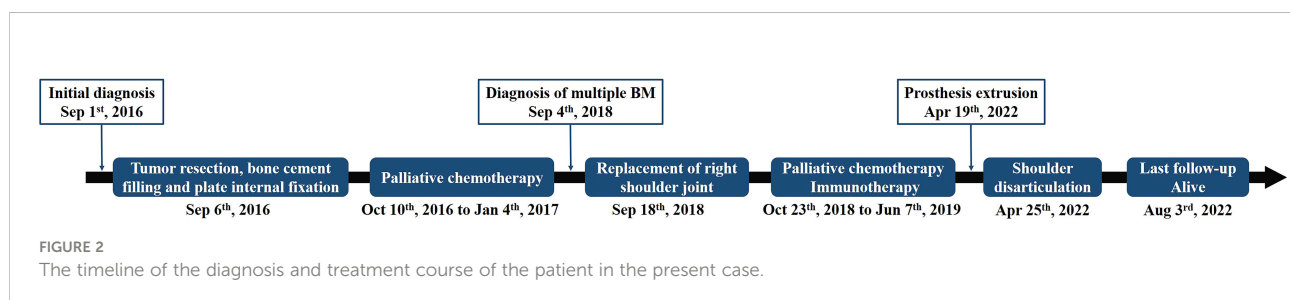 Initial diagnosis
Sep 1st, 2016
Diagnosis of multiple BM
Sep 4th, 2018
Prosthesis extrusion
Apr 19th, 2022
Tumor resection, bone cement
filling and plate internal fixation
Sep 6th, 2016
Palliative chemotherapy
Oct 10th, 2016 to Jan 4th, 2017
Replacement of right
shoulder joint
Sep 18th, 2018
Palliative chemotherapy
Immunotherapy
Oct 23th, 2018 to Jun 7th, 2019
Shoulder
disarticulation
Apr 25th, 2022
Last follow-up
Alive
Aug 3rd, 2022
FIGURE 2
The timeline of the diagnosis and treatment course of the patient in the present case.